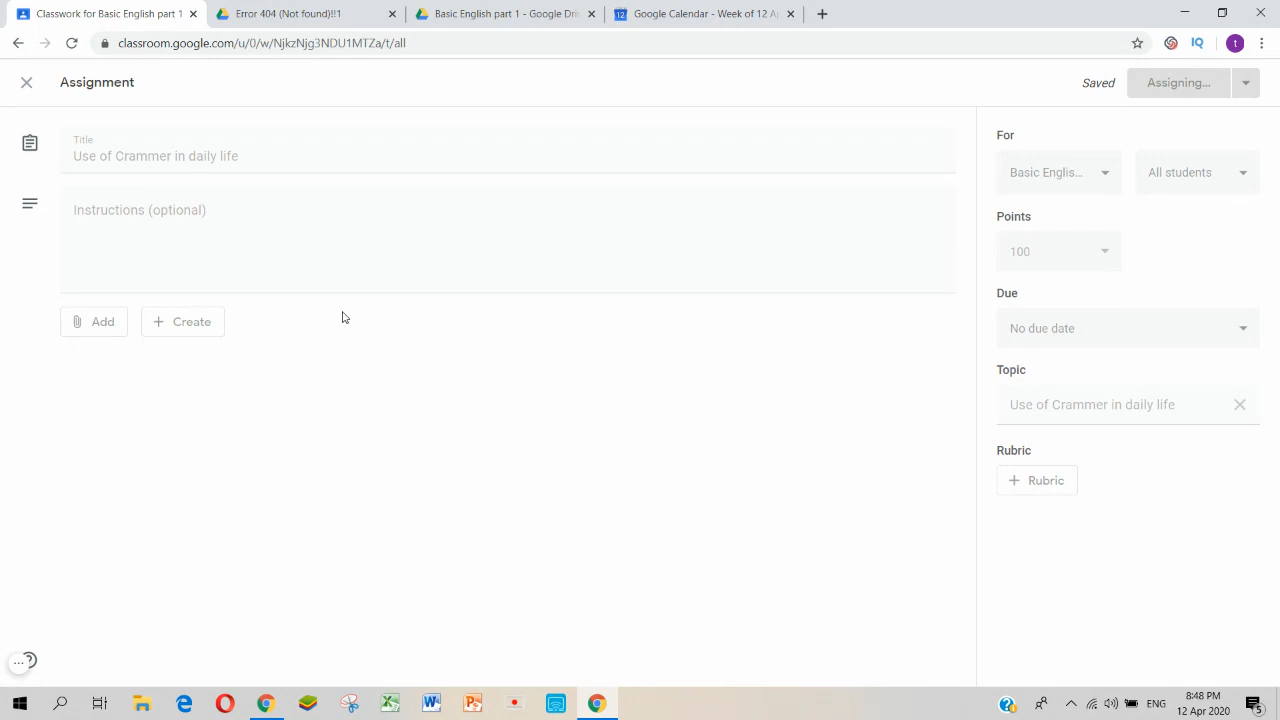 Classwork for Basic English part 1
Error 404 (Not found)!!1
Basic English part 1 - Google Dri
Google Calendar - Week of 12 A
classroom.google.com/u/0/w/NjkzNjg3NDU1MTZa/t/all
IQ
t
Assignment
Saved
Assigning...
Title
Use of Crammer in daily life
Instructions (optional)
Add
Create
For
Basic Englis...
All students
Points
100
Due
No due date
Topic
Use of Crammer in daily life
Rubric
Rubric
ENG
8:48 PM
12 Apr 2020
5